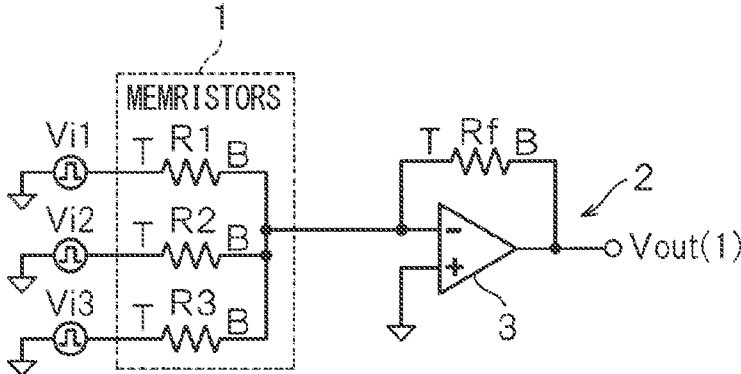 1
MEMRISTORS
Vi1
T R1 B
T Rf B
2
Vi2
T R2 B
−
+
Vout(1)
Vi3
T R3 B
3